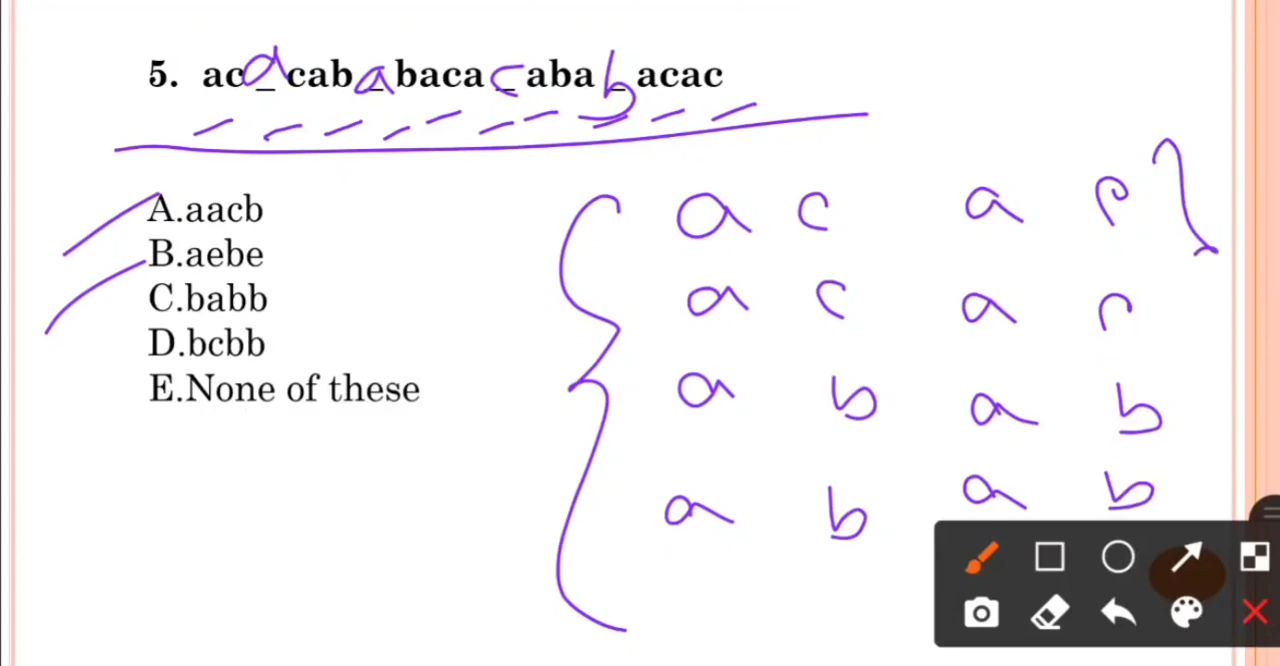 5. ac_cab_baca_aba_acac
a a c b
A.aacb
B.aebe
C.babb
D.bcbb
E.None of these
a c a c
a c a c
a b a b
a b a b